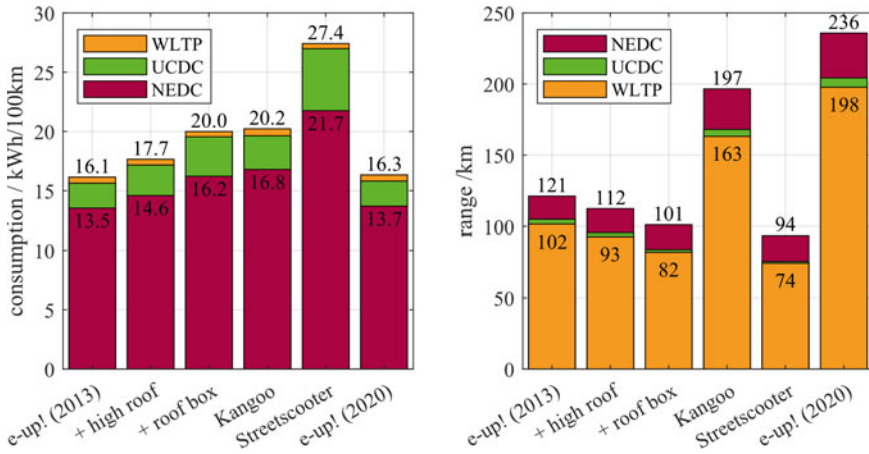 consumption / kWh/100km
30
25
20
15
10
5
0
WLTP
UCDC
NEDC
16.1
17.7
20.0
20.2
27.4
16.3
13.5
14.6
16.2
16.8
21.7
13.7
e-up! (2013)
+ high roof
+ roof box
Kangoo
Streetscooter
e-up! (2020)
range /km
250
200
150
100
50
0
NEDC
UCDC
WLTP
121
112
101
197
94
236
102
93
82
163
74
198
e-up! (2013)
+ high roof
+ roof box
Kangoo
Streetscooter
e-up! (2020)